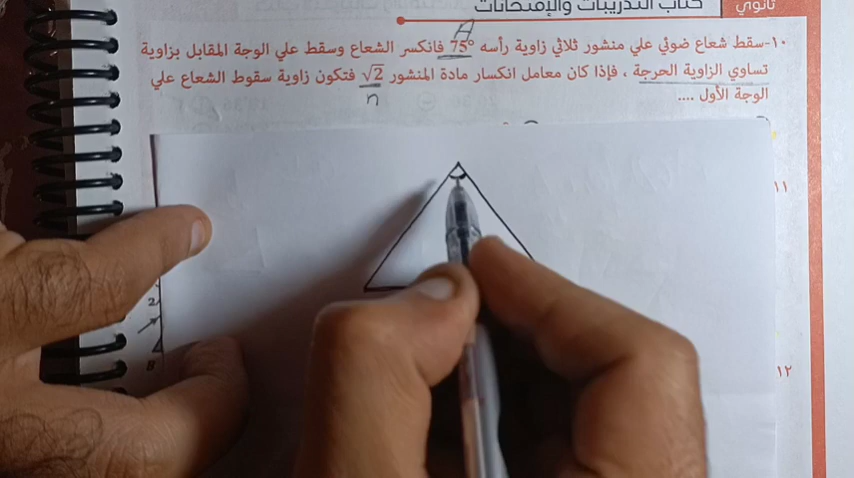 ثانوي
كتاب التدريبات والإمتحانات
A
١٠-سقط شعاع ضوئي علي منشور ثلاثي زاوية رأسه 75° فانكسر الشعاع وسقط علي الوجة المقابل بزاوية
تساوي الزاوية الحرجة ، فإذا كان معامل انكسار مادة المنشور √2 فتكون زاوية سقوط الشعاع علي
n
الوجة الأول ....
١١
2
١٢